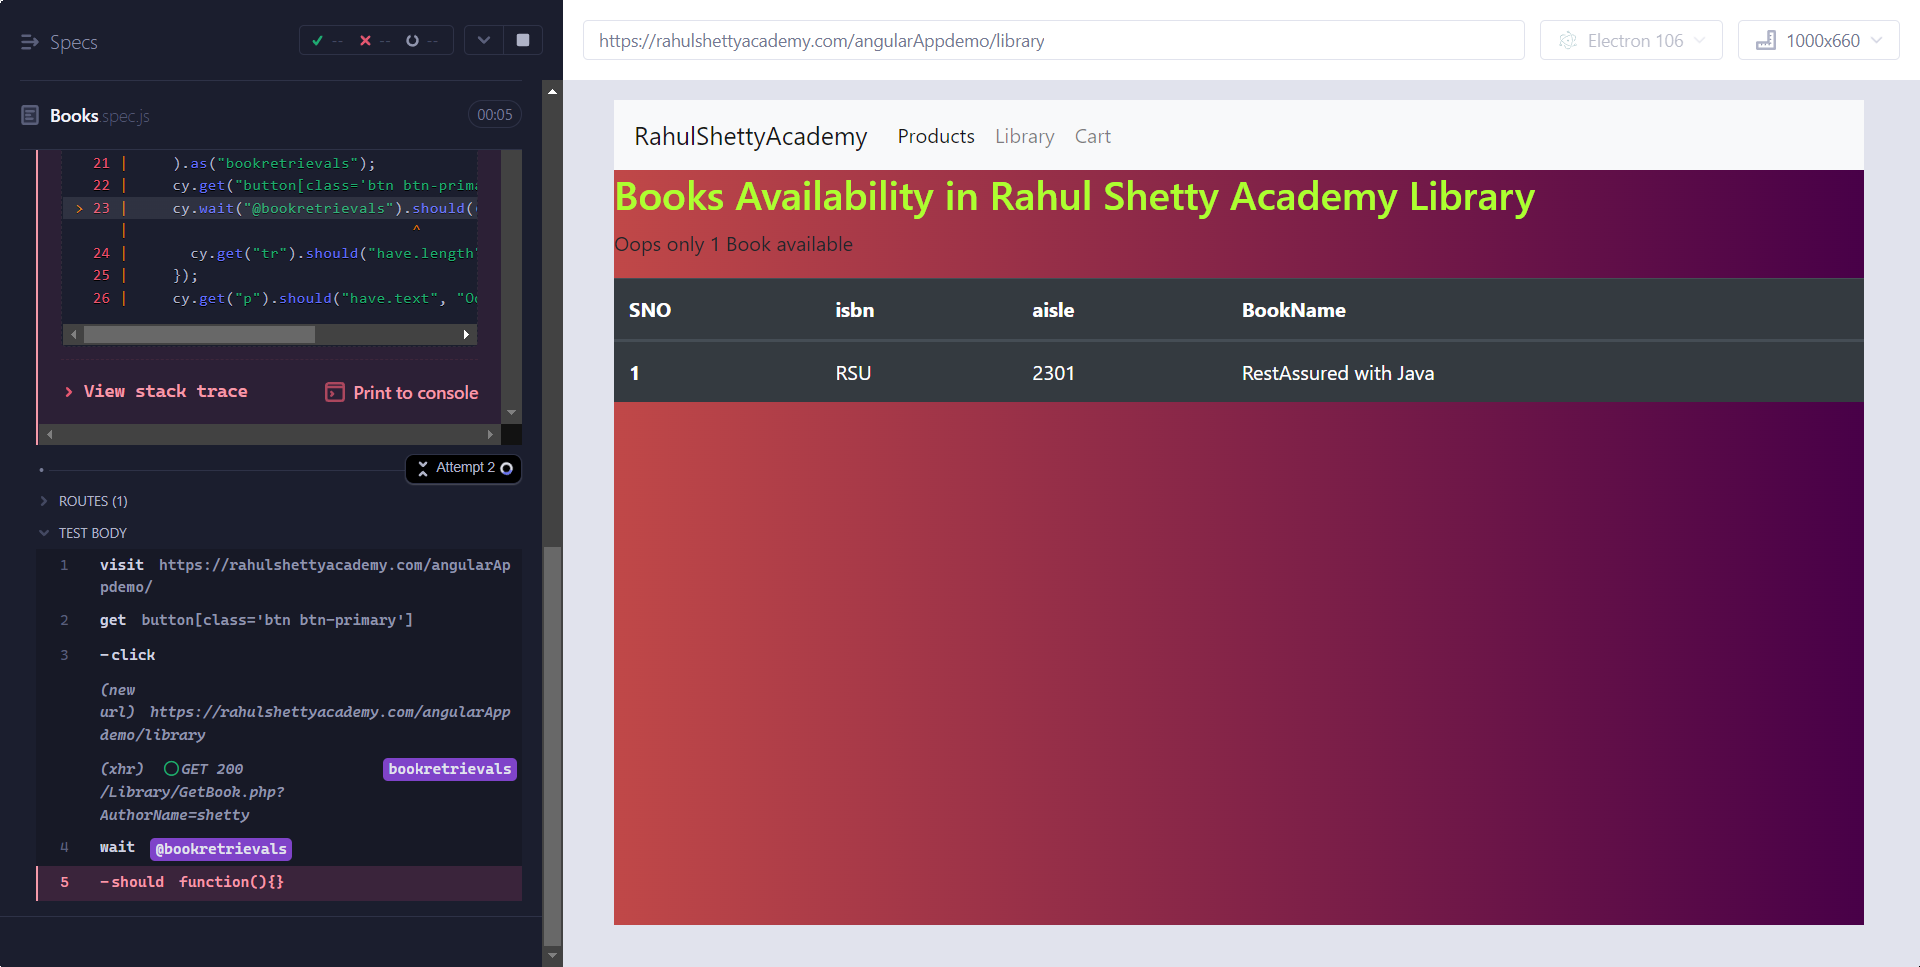 Specs
-- -- --
Books.spec.js
00:05
21 | ).as("bookretrievals");
22 | cy.get("button[class='btn btn-prima
> 23 | cy.wait("@bookretrievals").should(
| ^
24 | cy.get("tr").should("have.length"
25 | });
26 | cy.get("p").should("have.text", "Oo
View stack trace
Print to console
Attempt 2
ROUTES (1)
TEST BODY
1 visit https://rahulshettyacademy.com/angularAp
pdemo/
2 get button[class='btn btn-primary']
3 -click
(new
url) https://rahulshettyacademy.com/angularApp
demo/library
(xhr) GET 200 bookretrievals
/Library/GetBook.php?
AuthorName=shetty
4 wait @bookretrievals
5 -should function(){}
https://rahulshettyacademy.com/angularAppdemo/library
Electron 106
1000x660
RahulShettyAcademy Products Library Cart
Books Availability in Rahul Shetty Academy Library
Oops only 1 Book available
SNO isbn aisle BookName
1 RSU 2301 RestAssured with Java